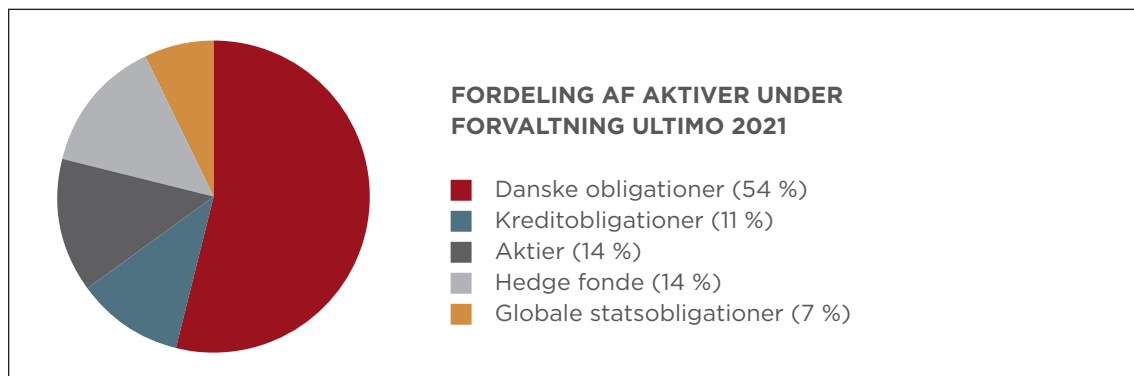 FORDELING AF AKTIVER UNDER
FORVALTNING ULTIMO 2021
Danske obligationer (54 %)
Kreditobligationer (11 %)
Aktier (14 %)
Hedge fonde (14 %)
Globale statsobligationer (7 %)